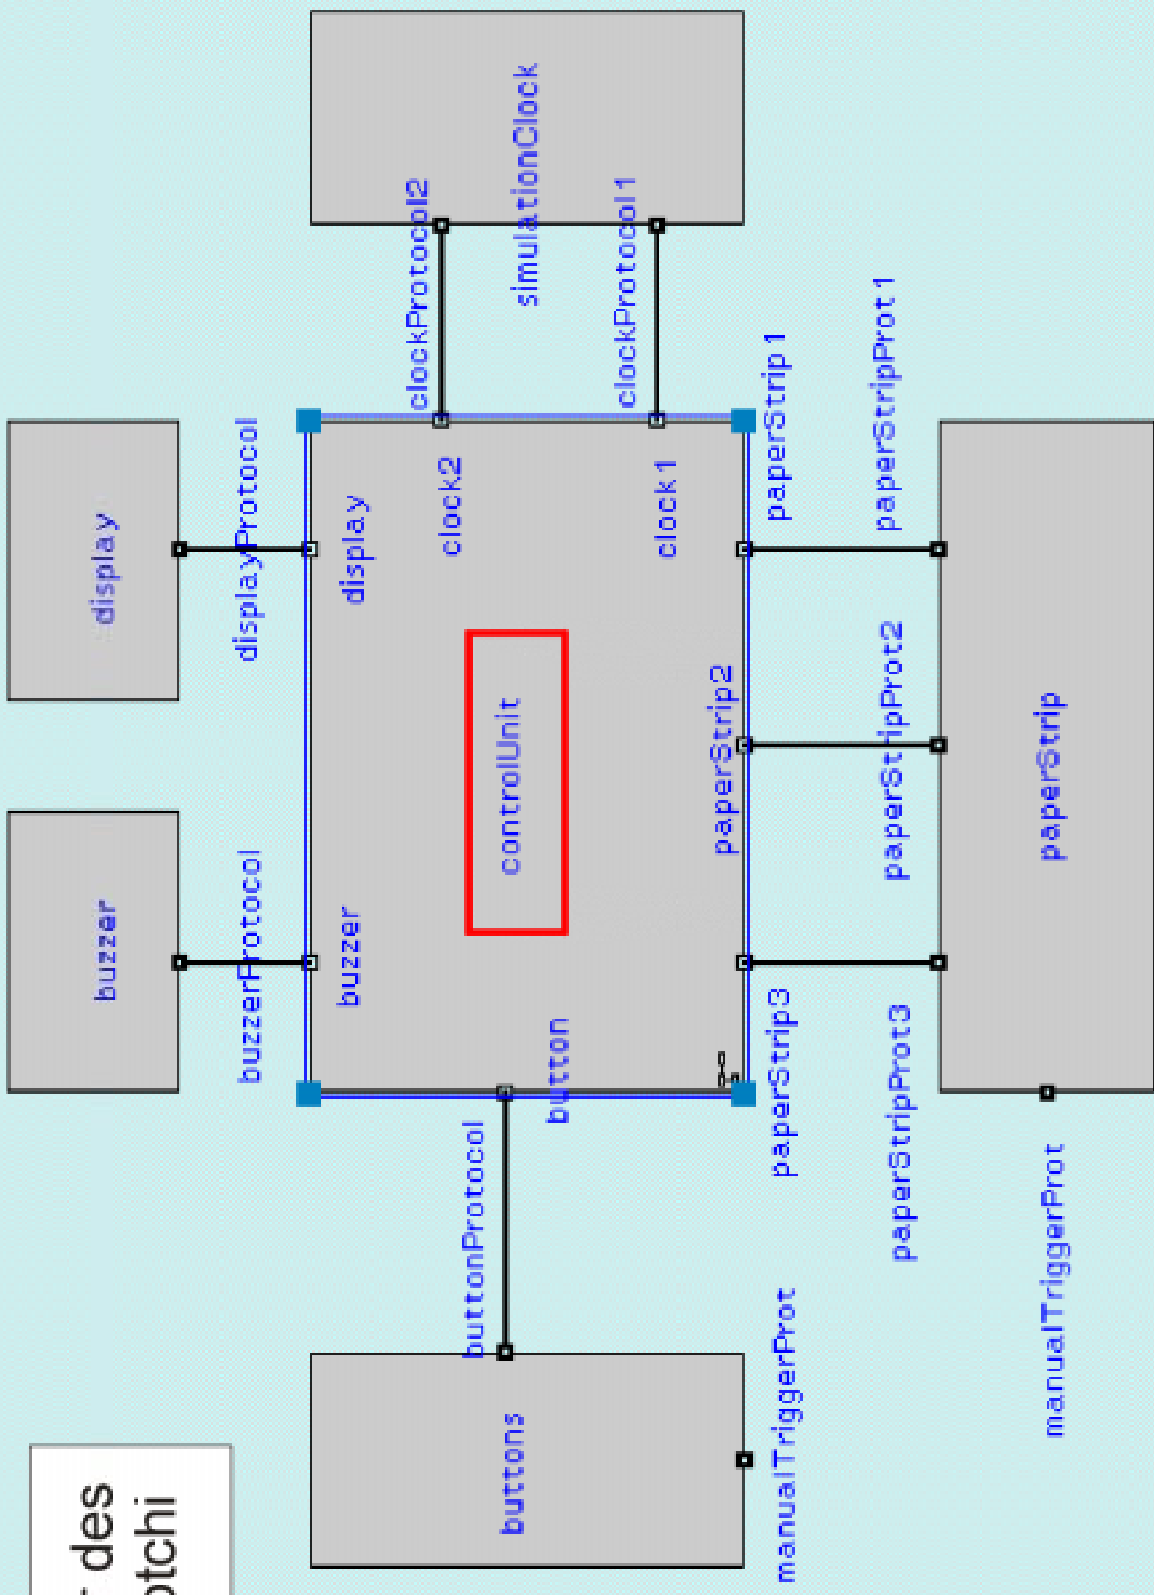 des
otchi
buzzer
display
buzzerProtocol
displayProtocol
buzzer
display
clockProtocol2
clock2
buttonProtocol
buttons
controlUnit
simulationClock
button
clockProtocol1
clock1
paperStrip2
manualTriggerProt
paperStrip3
paperStrip1
paperStripProt3
paperStripProt2
paperStripProt1
manualTriggerProt
paperStrip